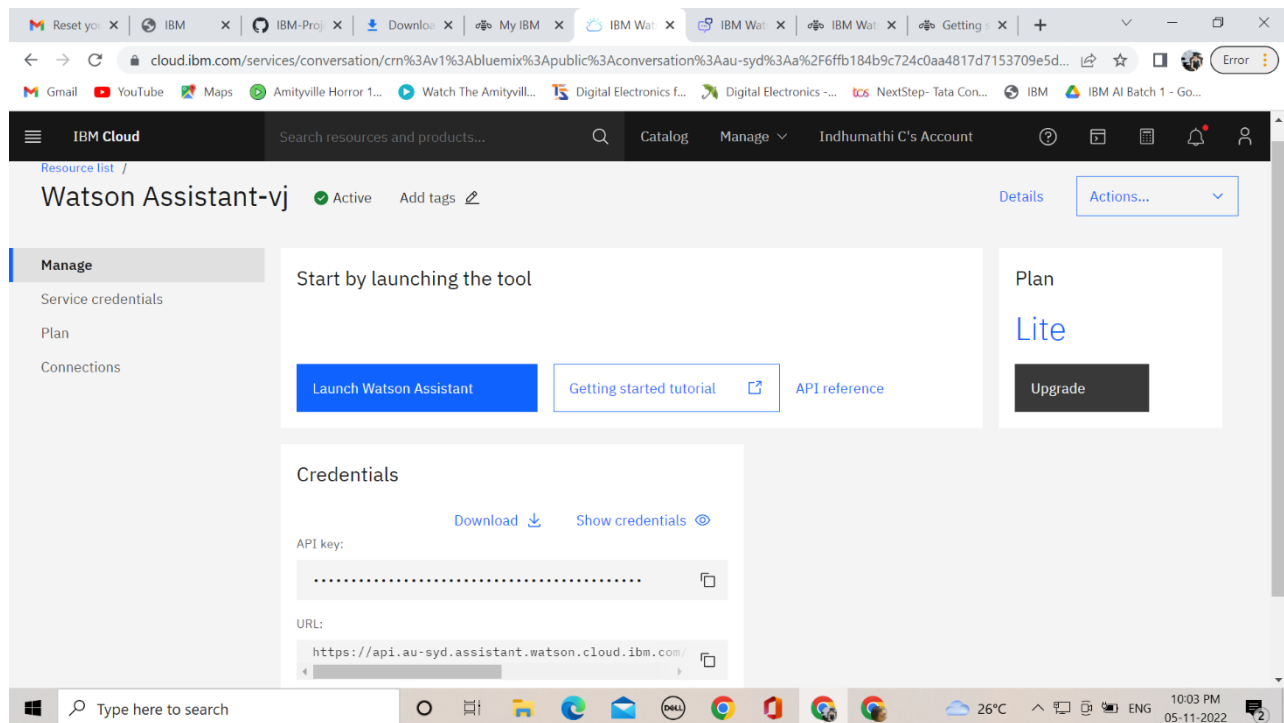 Reset yo
IBM
IBM-Proj
Downloa
My IBM
IBM Wat
IBM Wat
IBM Wat
Getting s
cloud.ibm.com/services/conversation/crn%3Av1%3Abluemix%3Apublic%3Aconversation%3Aau-syd%3Aa%2F6ffb184b9c724c0aa4817d7153709e5d...
Error
Gmail
YouTube
Maps
Amityville Horror 1...
Watch The Amityvill...
Digital Electronics f...
Digital Electronics -...
NextStep- Tata Con...
IBM
IBM AI Batch 1 - Go...
IBM Cloud
Search resources and products...
Catalog
Manage
Indhumathi C's Account
Resource list /
Watson Assistant-vj
Active
Add tags
Details
Actions...
Manage
Service credentials
Plan
Connections
Start by launching the tool
Launch Watson Assistant
Getting started tutorial
API reference
Plan
Lite
Upgrade
Credentials
Download
Show credentials
API key:
URL:
https://api.au-syd.assistant.watson.cloud.ibm.com/
Type here to search
DELL
26°C
ENG
10:03 PM
05-11-2022
2